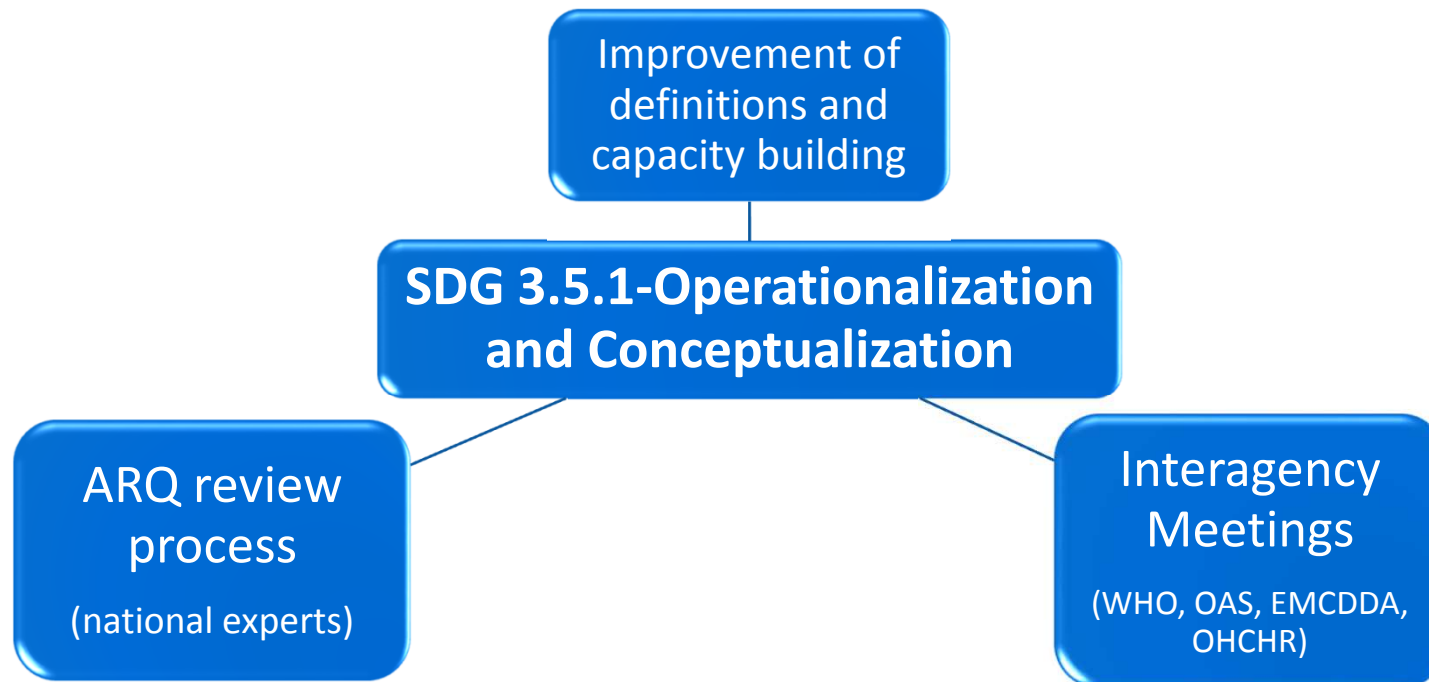 Improvement of
definitions and
capacity building
SDG 3.5.1-Operationalization
and Conceptualization
ARQ review
process
(national experts)
Interagency
Meetings
(WHO, OAS, EMCDDA,
OHCHR)